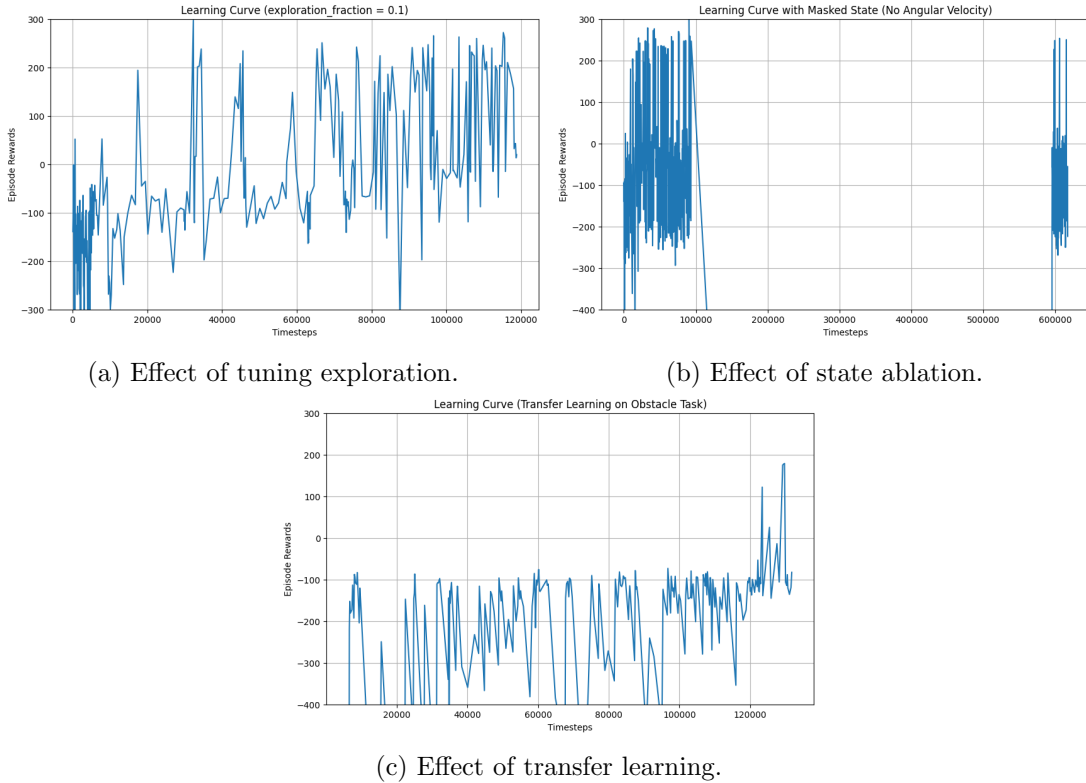 Learning Curve (exploration_fraction = 0.1)
300
200
100
0
−100
−200
−300
Episode Rewards
0 20000 40000 60000 80000 100000 120000
Timesteps
(a) Effect of tuning exploration.
Learning Curve with Masked State (No Angular Velocity)
300
200
100
0
−100
−200
−300
−400
Episode Rewards
0 100000 200000 300000 400000 500000 600000
Timesteps
(b) Effect of state ablation.
Learning Curve (Transfer Learning on Obstacle Task)
300
200
100
0
−100
−200
−300
−400
Episode Rewards
20000 40000 60000 80000 100000 120000
Timesteps
(c) Effect of transfer learning.